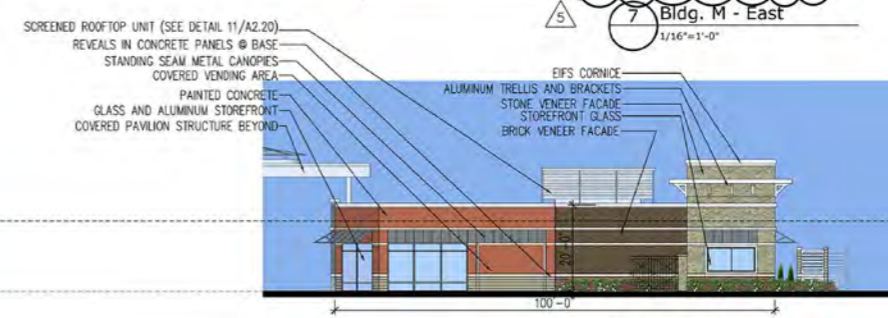 5
7
Bldg. M - East
1/16"=1'-0"
SCREENED ROOFTOP UNIT (SEE DETAIL 11/A2.20)
REVEALS IN CONCRETE PANELS @ BASE
STANDING SEAM METAL CANOPIES
COVERED VENDING AREA
PAINTED CONCRETE
GLASS AND ALUMINUM STOREFRONT
COVERED PAVILION STRUCTURE BEYOND
EIFS CORNICE
ALUMINUM TRELLIS AND BRACKETS
STONE VENEER FACADE
STOREFRONT GLASS
BRICK VENEER FACADE
20'-0"
100'-0"